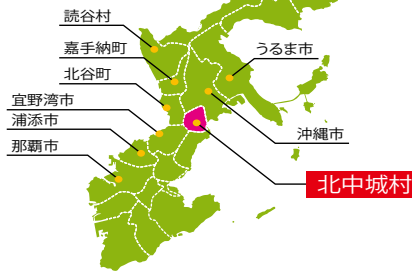 読谷村
嘉手納町
うるま市
北谷町
宜野湾市
浦添市
沖縄市
那覇市
北中城村